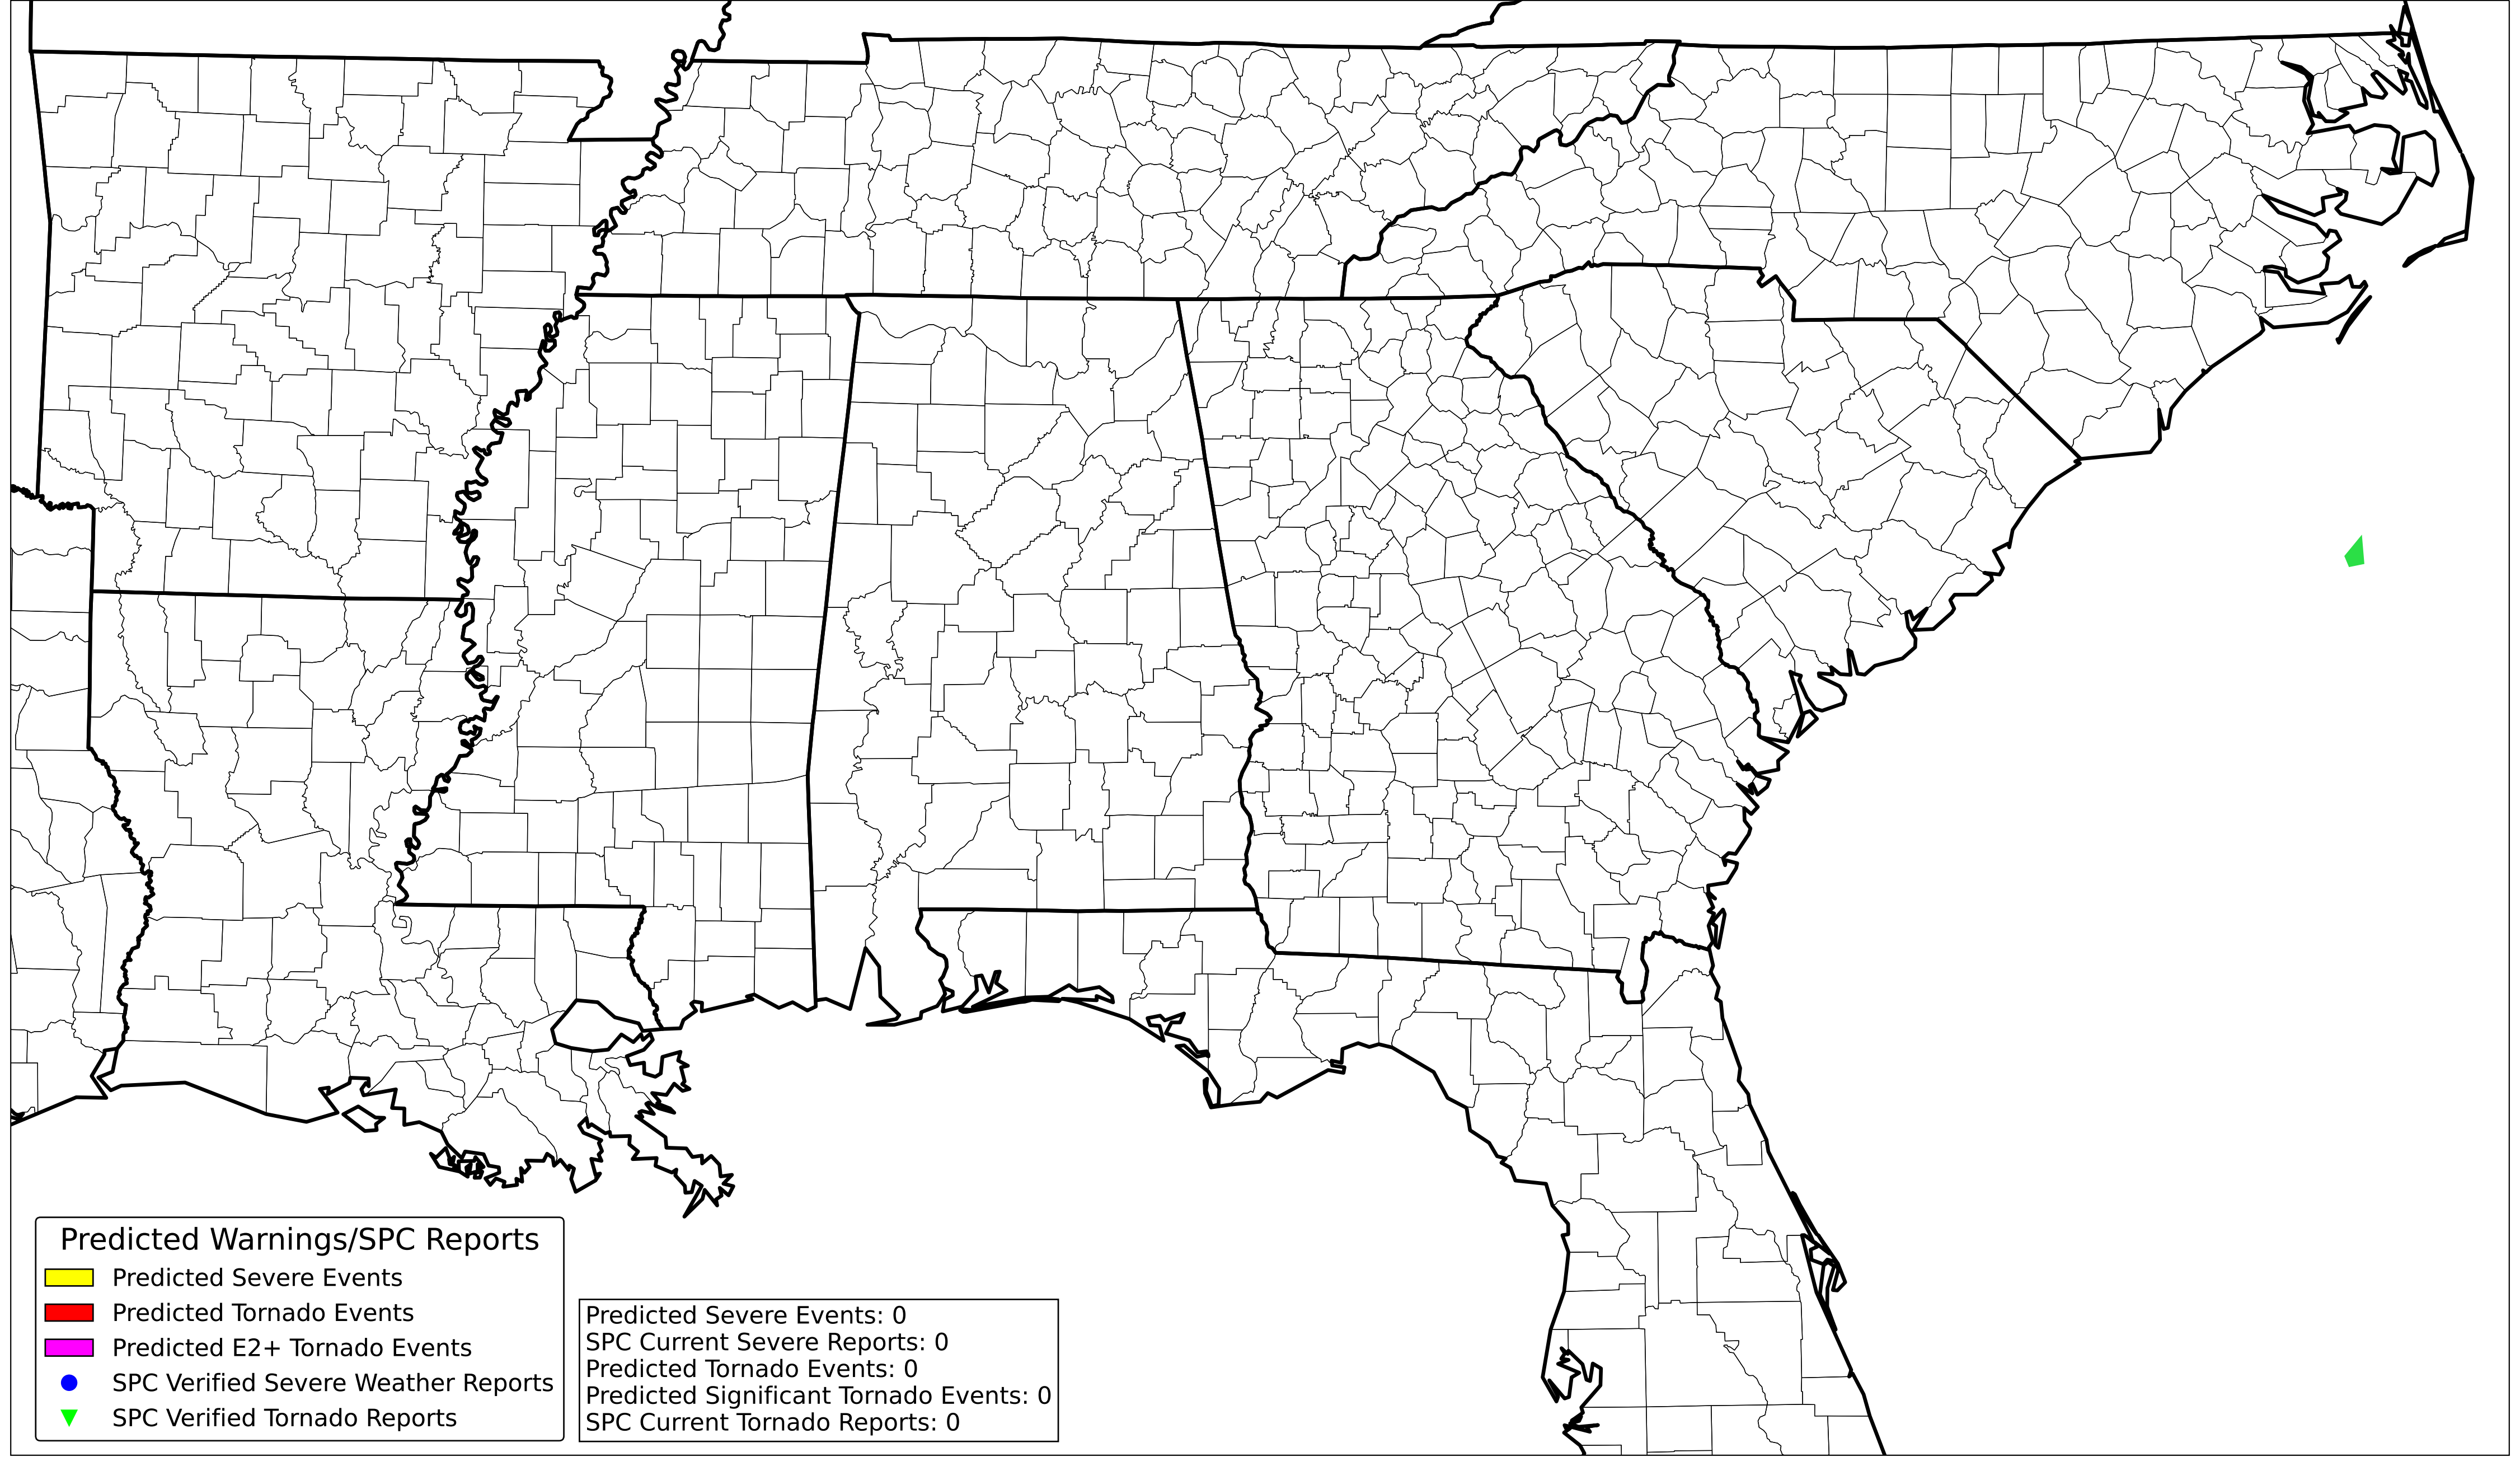 Predicted Warnings/SPC Reports
Predicted Severe Events
Predicted Tornado Events
Predicted E2+ Tornado Events
SPC Verified Severe Weather Reports
SPC Verified Tornado Reports
Predicted Severe Events: 0
SPC Current Severe Reports: 0
Predicted Tornado Events: 0
Predicted Significant Tornado Events: 0
SPC Current Tornado Reports: 0